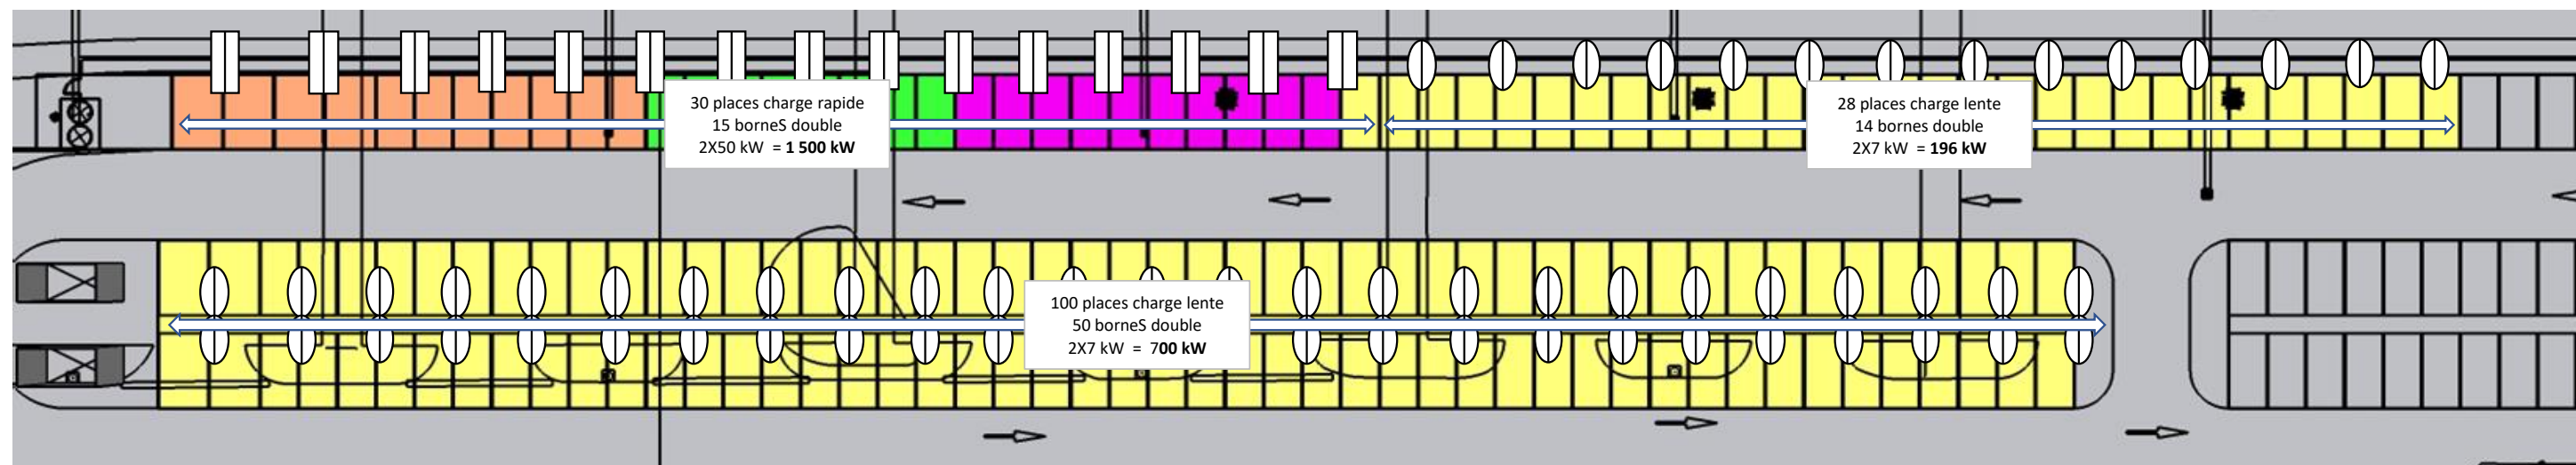 30 places charge rapide
15 borneS double
2X50 kW = 1 500 kW
28 places charge lente
14 bornes double
2X7 kW = 196 kW
100 places charge lente
50 borneS double
2X7 kW = 700 kW